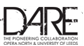 DARE
THE PIONEERING COLLABORATION
OPERA NORTH & UNIVERSITY OF LEEDS